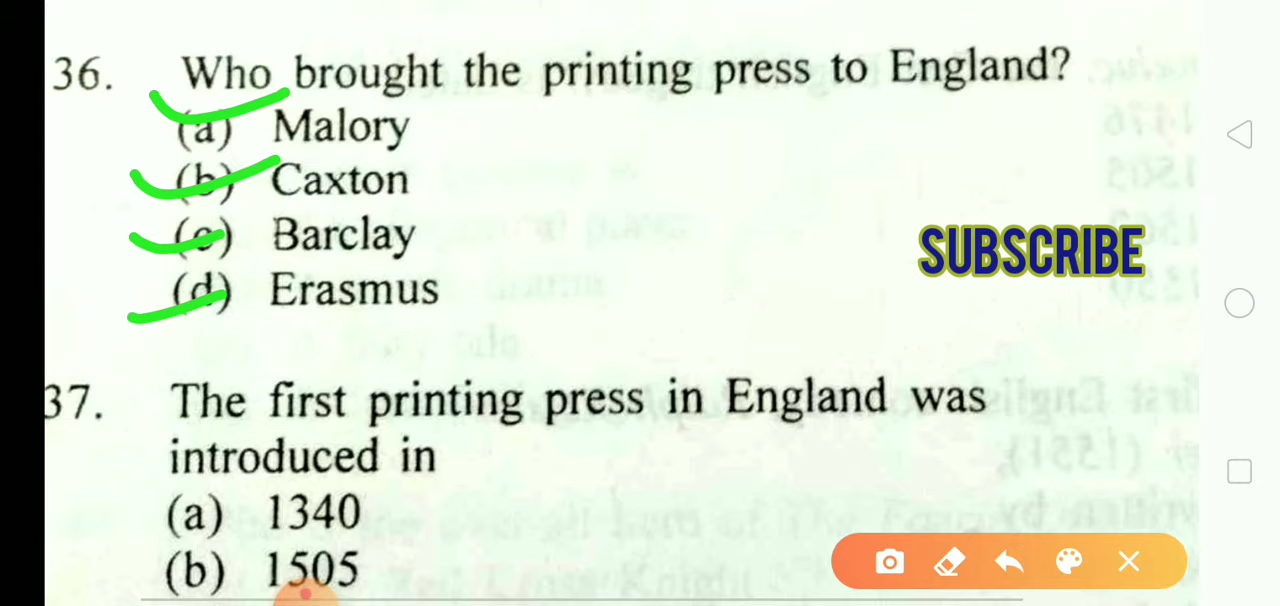 36. Who brought the printing press to England?
(a) Malory
(b) Caxton
(c) Barclay
(d) Erasmus
SUBSCRIBE
37. The first printing press in England was
introduced in
(a) 1340
(b) 1505